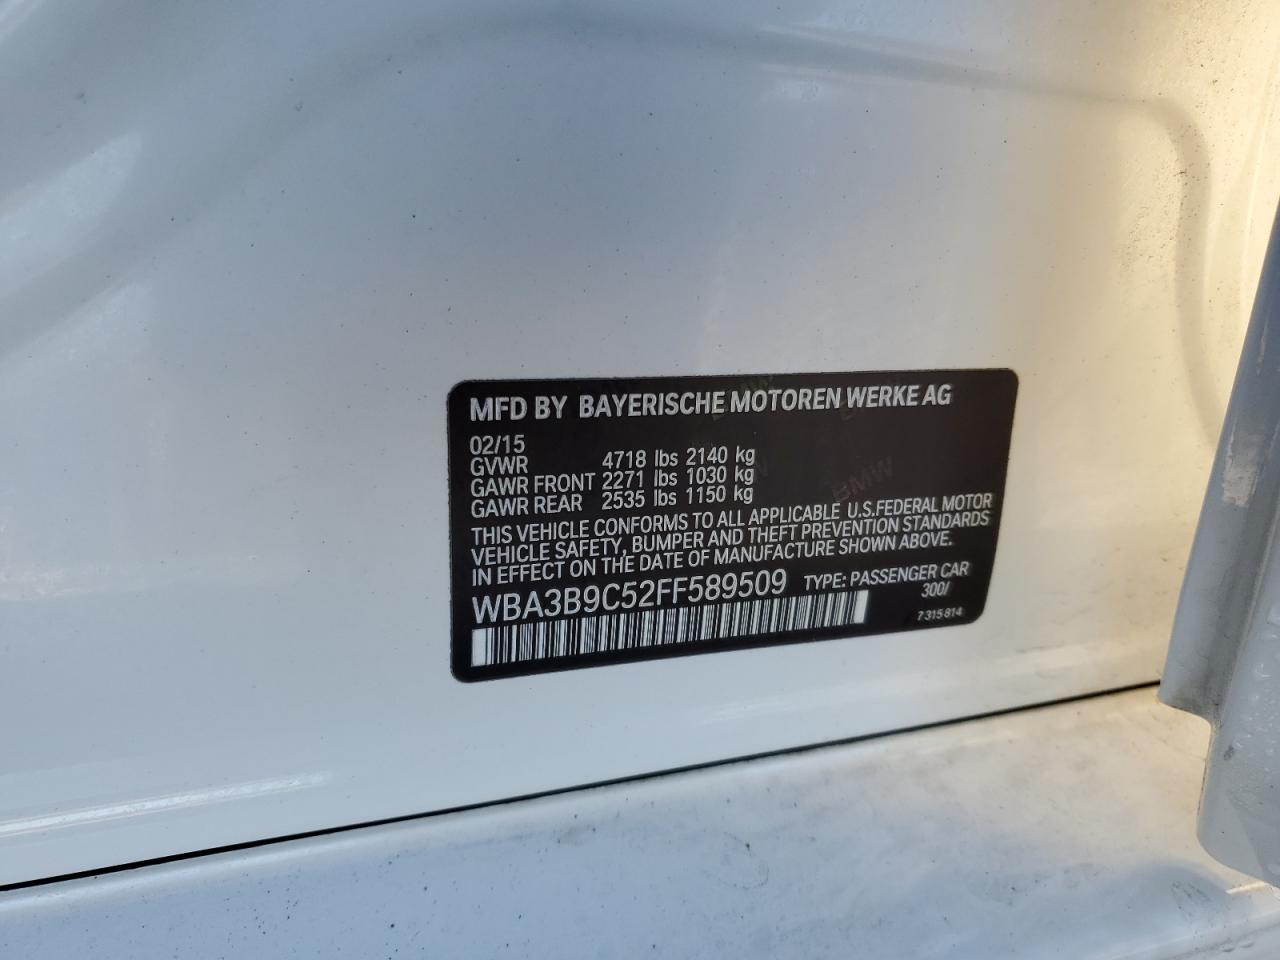 MFD BY BAYERISCHE MOTOREN WERKE AG
02/15
GVWR 4718 lbs 2140 kg
GAWR FRONT 2271 lbs 1030 kg
GAWR REAR 2535 lbs 1150 kg
THIS VEHICLE CONFORMS TO ALL APPLICABLE U.S.FEDERAL MOTOR
VEHICLE SAFETY, BUMPER AND THEFT PREVENTION STANDARDS
IN EFFECT ON THE DATE OF MANUFACTURE SHOWN ABOVE.
WBA3B9C52FF589509 TYPE: PASSENGER CAR
300/
7 315 814
BMW